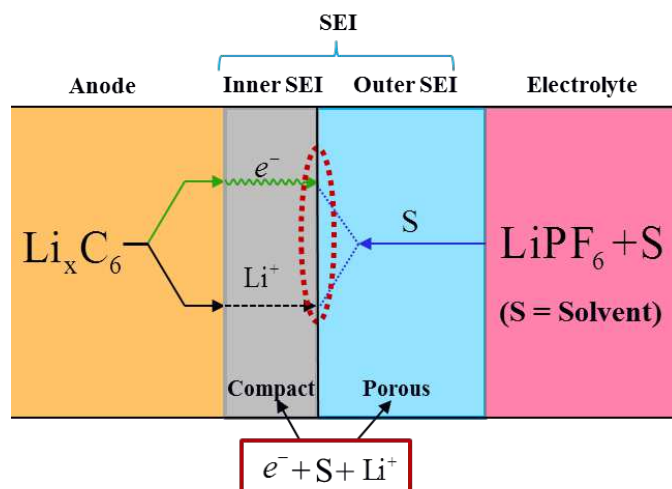 SEI
Anode Inner SEI Outer SEI Electrolyte
e⁻
S
LiₓC₆ LiPF₆ +S
Li⁺
(S = Solvent)
Compact Porous
e⁻ + S + Li⁺